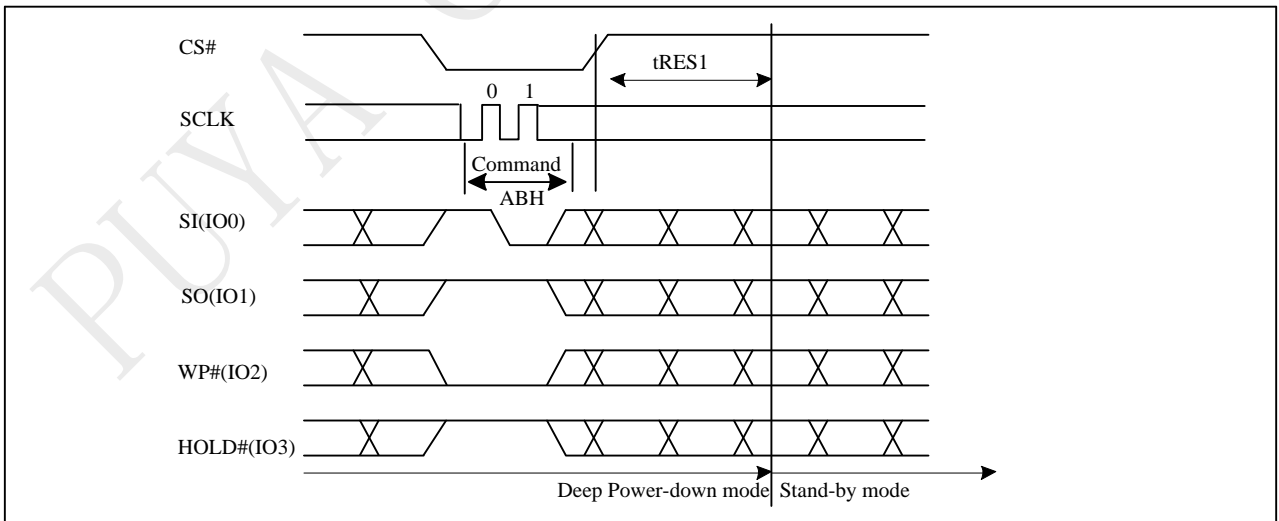 CS#
tRES1
0 1
SCLK
Command
ABH
SI(IO0)
SO(IO1)
WP#(IO2)
HOLD#(IO3)
Deep Power-down mode Stand-by mode
PUYA